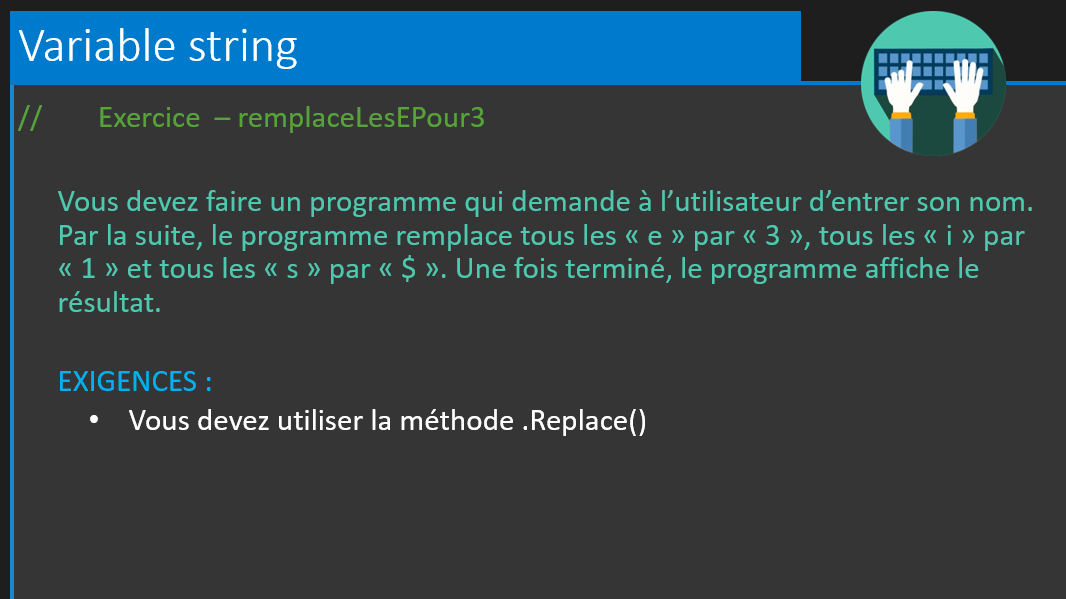 Variable string
// Exercice – remplaceLesEPour3
Vous devez faire un programme qui demande à l’utilisateur d’entrer son nom.
Par la suite, le programme remplace tous les « e » par « 3 », tous les « i » par
« 1 » et tous les « s » par « $ ». Une fois terminé, le programme affiche le
résultat.
EXIGENCES :
• Vous devez utiliser la méthode .Replace()